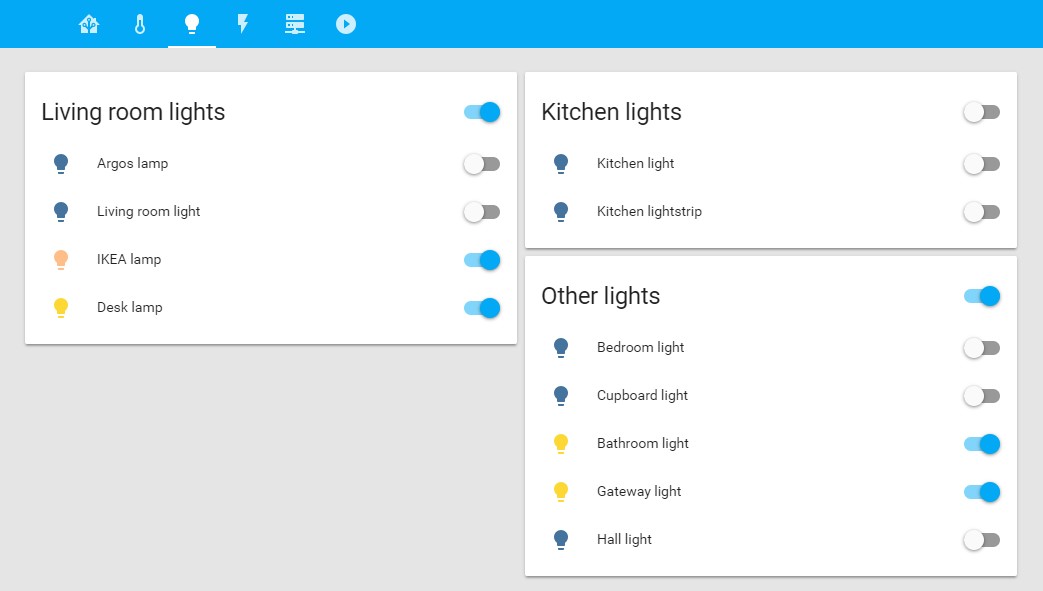 Living room lights
Argos lamp
Living room light
IKEA lamp
Desk lamp
Kitchen lights
Kitchen light
Kitchen lightstrip
Other lights
Bedroom light
Cupboard light
Bathroom light
Gateway light
Hall light